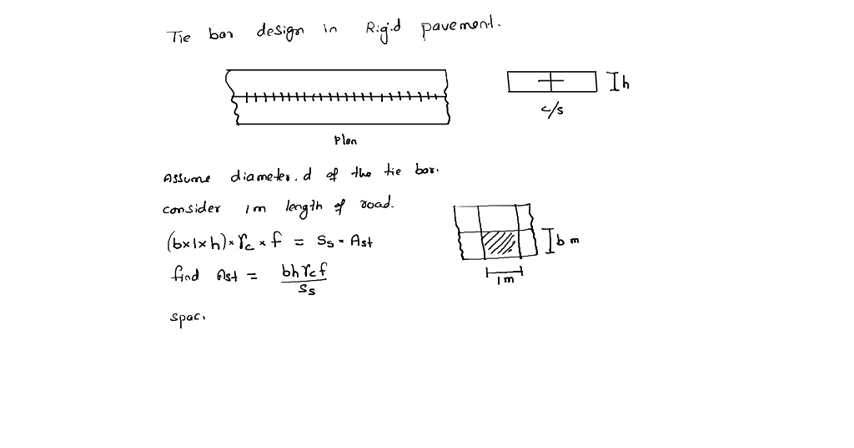 Tie bar design in Rigid pavement.
h
c/s
Plan
Assume diameter, d of the tie bar.
consider 1m length of road.
(b×1×h) × γc × f = Ss × Ast
b m
1m
find Ast = bhγcf / Ss
spac.